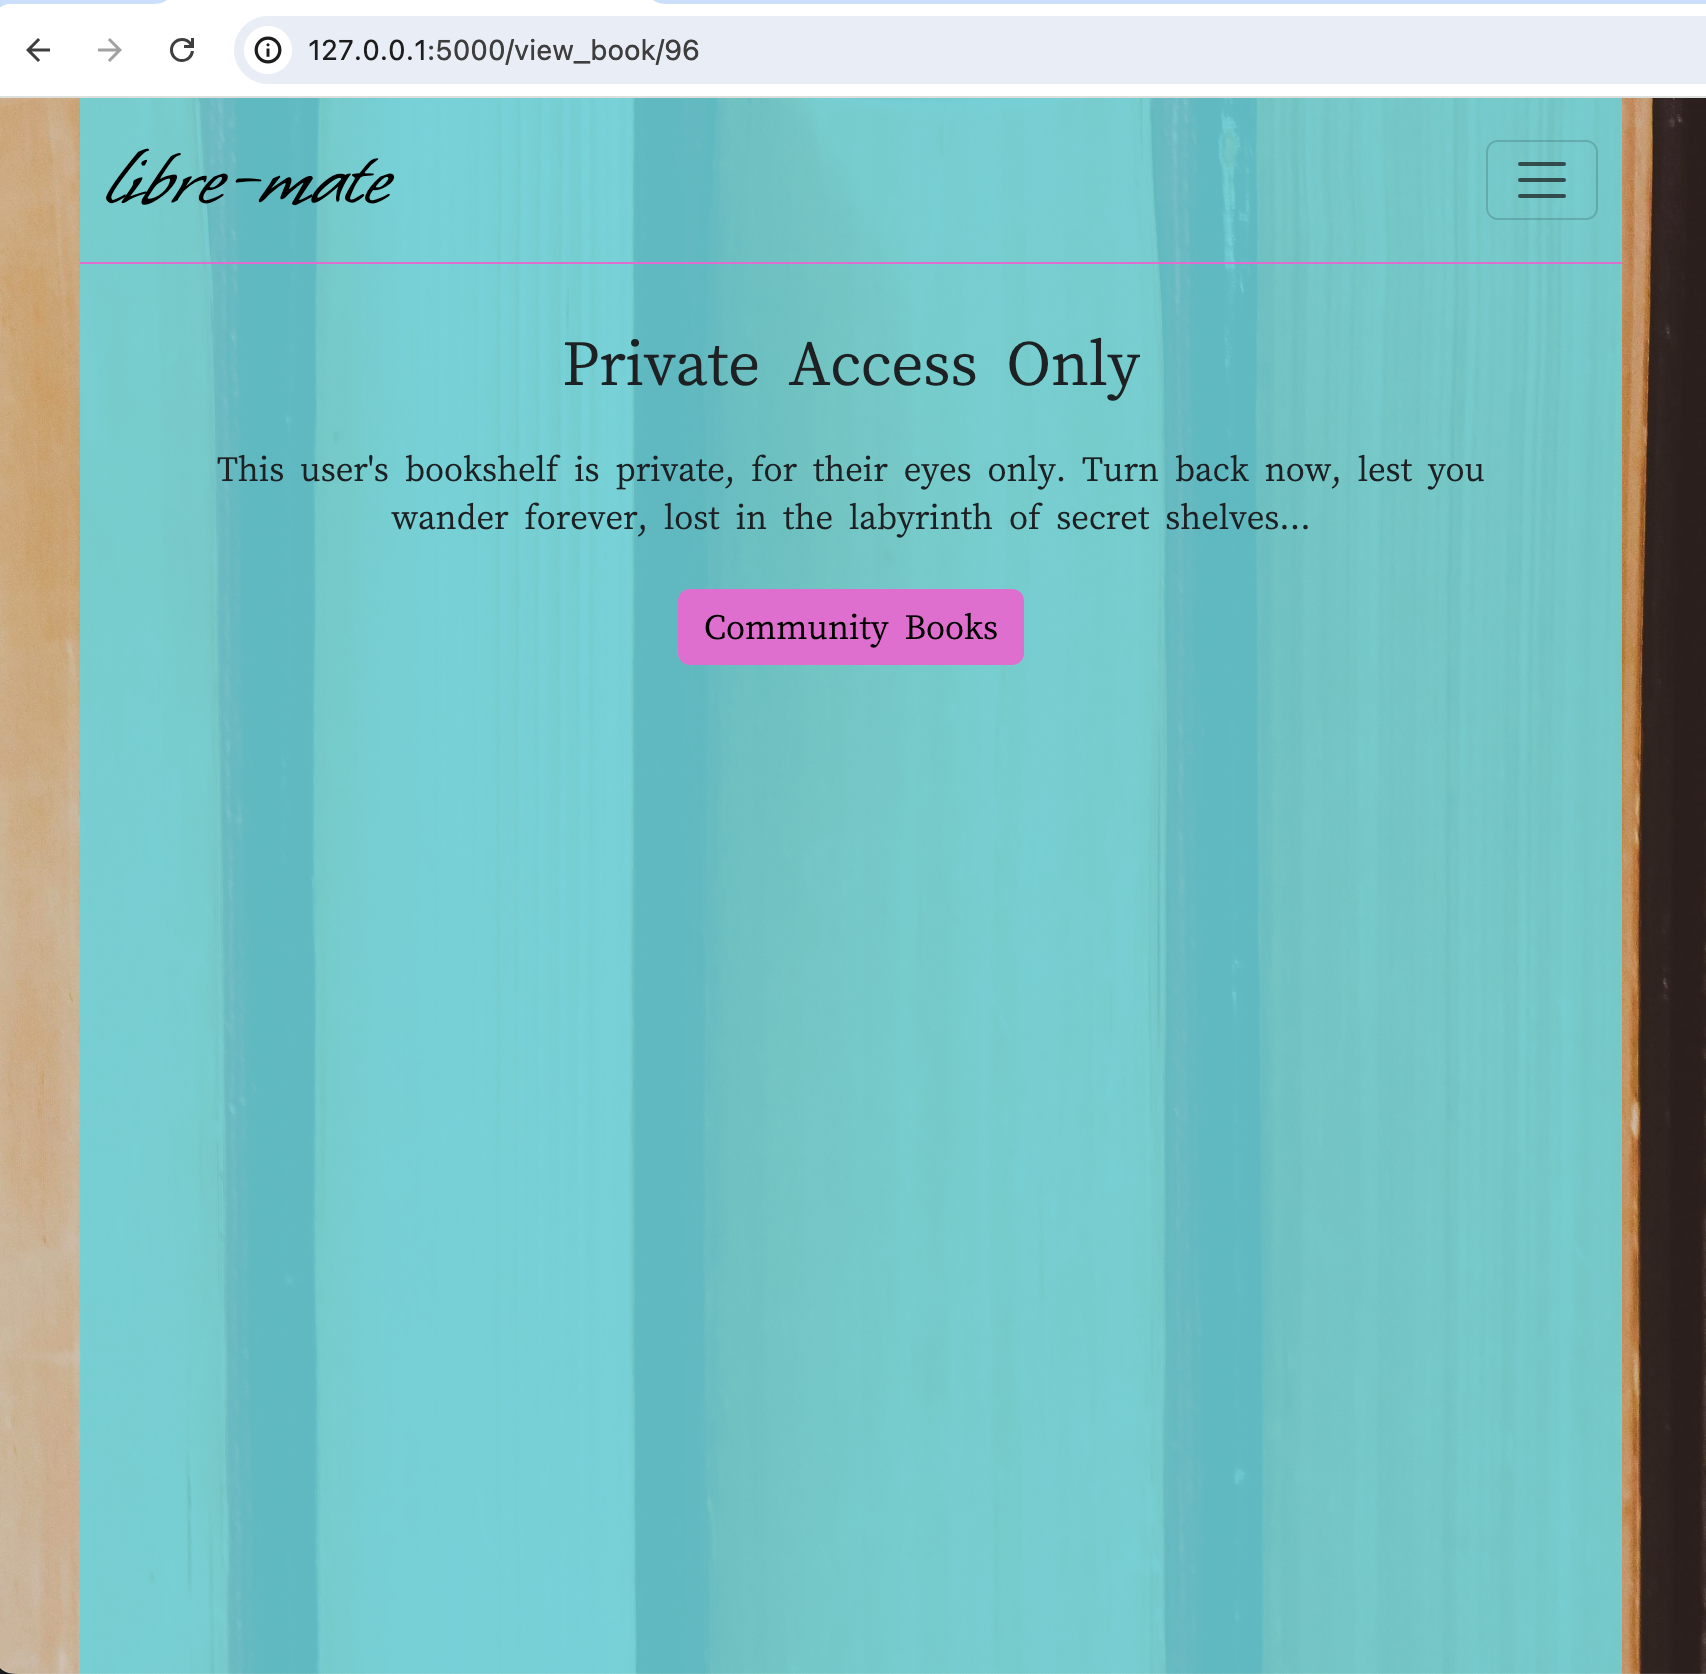 127.0.0.1:5000/view_book/96
libre-mate
Private Access Only
This user's bookshelf is private, for their eyes only. Turn back now, lest you
wander forever, lost in the labyrinth of secret shelves...
Community Books